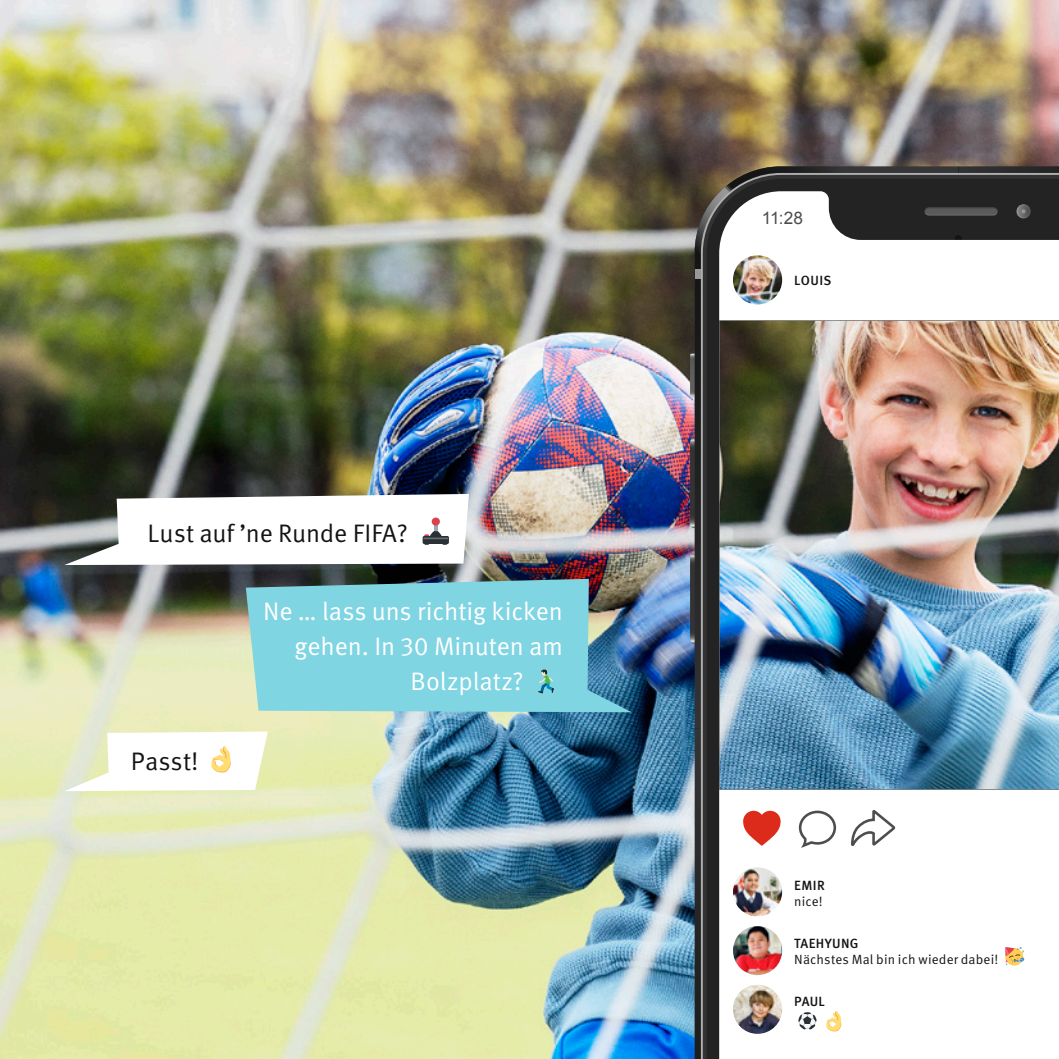 11:28
LOUIS
Lust auf ’ne Runde FIFA? 🕹️
Ne ... lass uns richtig kicken
gehen. In 30 Minuten am
Bolzplatz? 🏃🏻‍♂️
Passt! 👌
EMIR
nice!
TAEHYUNG
Nächstes Mal bin ich wieder dabei! 🥳
PAUL
⚽ 👌